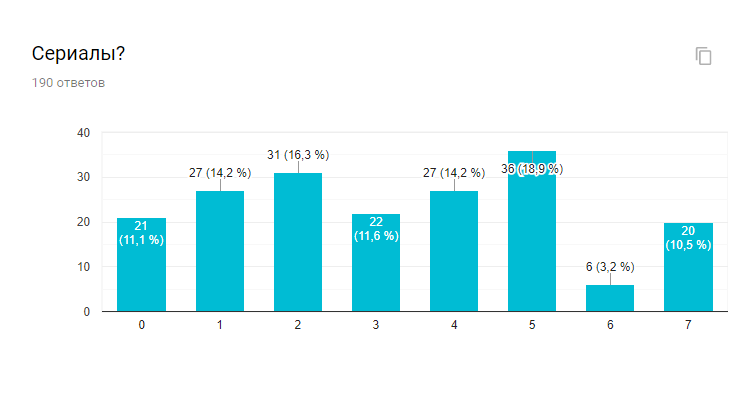 Сериалы?
190 ответов
40
30
20
10
0
21
(11,1 %)
27 (14,2 %)
31 (16,3 %)
22
(11,6 %)
27 (14,2 %)
36 (18,9 %)
6 (3,2 %)
20
(10,5 %)
0 1 2 3 4 5 6 7